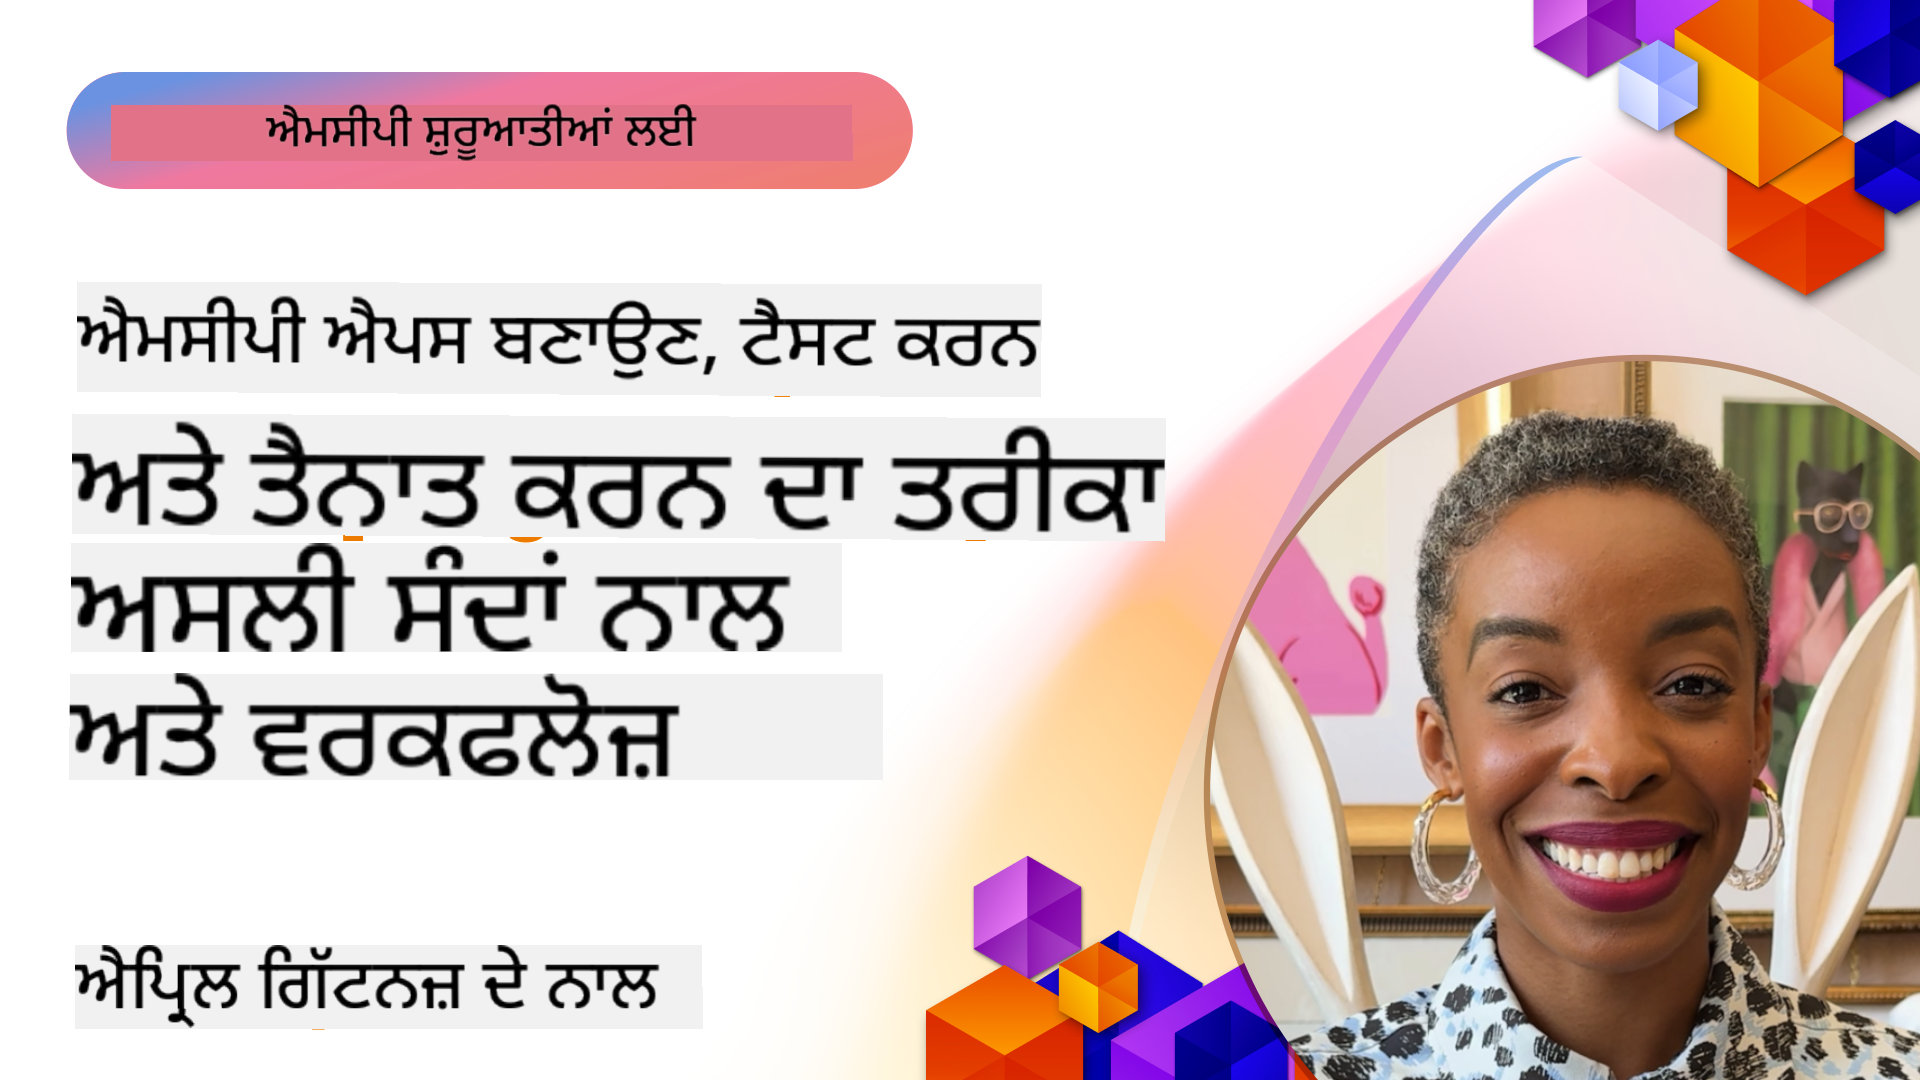 ਐਮਸੀਪੀ ਸ਼ੁਰੂਆਤੀਆਂ ਲਈ
ਐਮਸੀਪੀ ਐਪਸ ਬਣਾਉਣ, ਟੈਸਟ ਕਰਨ
ਅਤੇ ਤੈਨਾਤ ਕਰਨ ਦਾ ਤਰੀਕਾ
ਅਸਲੀ ਸੰਦਾਂ ਨਾਲ
ਅਤੇ ਵਰਕਫਲੋਜ਼
ਐਪ੍ਰਿਲ ਗਿੱਟਨਜ਼ ਦੇ ਨਾਲ